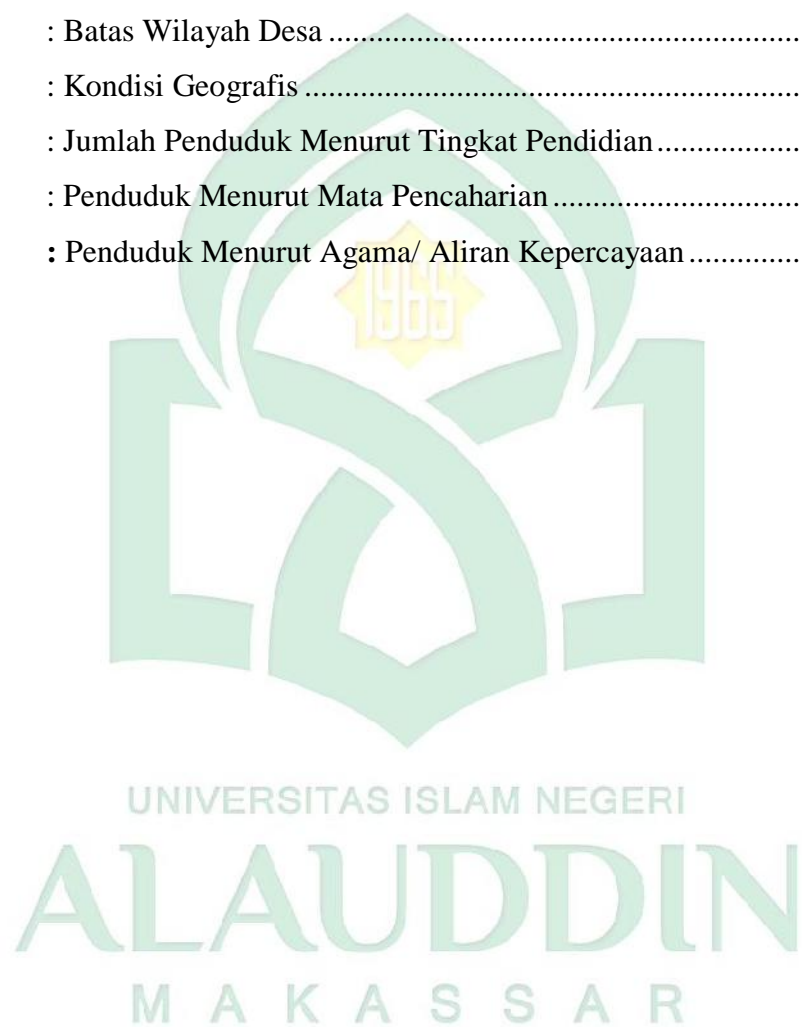 : Batas Wilayah Desa ..........................................................
: Kondisi Geografis .............................................................
: Jumlah Penduduk Menurut Tingkat Pendidian ..................
: Penduduk Menurut Mata Pencaharian ...............................
: Penduduk Menurut Agama/ Aliran Kepercayaan ..............
1965
UNIVERSITAS ISLAM NEGERI
ALAUDDIN
MAKASSAR